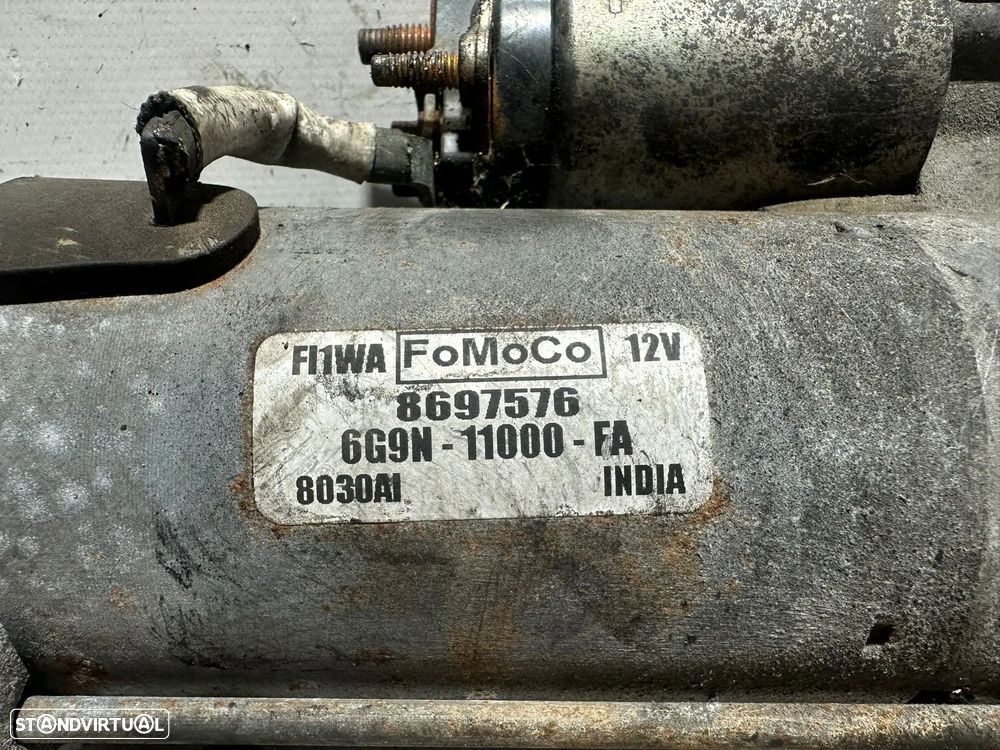 FI1WA FoMoCo 12V
8697576
6G9N - 11000 - FA
8030AI INDIA
STANDVIRTUAL